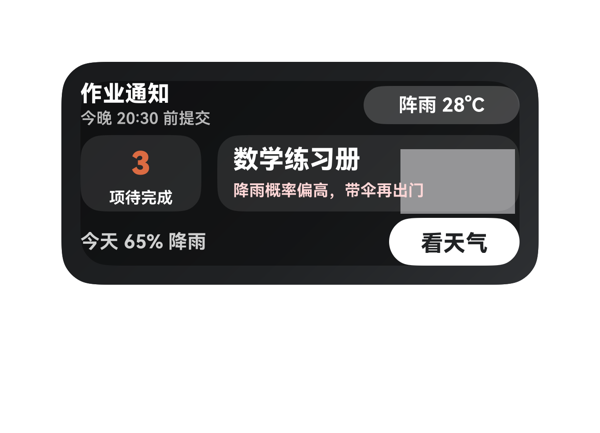 作业通知
今晚 20:30 前提交
阵雨 28°C
3
项待完成
数学练习册
降雨概率偏高，带伞再出门
今天 65% 降雨
看天气